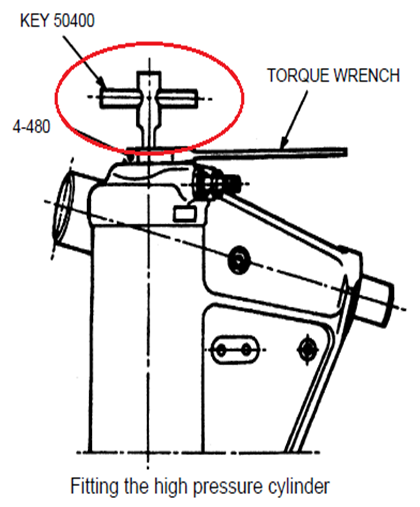 KEY 50400
TORQUE WRENCH
4-480
Fitting the high pressure cylinder